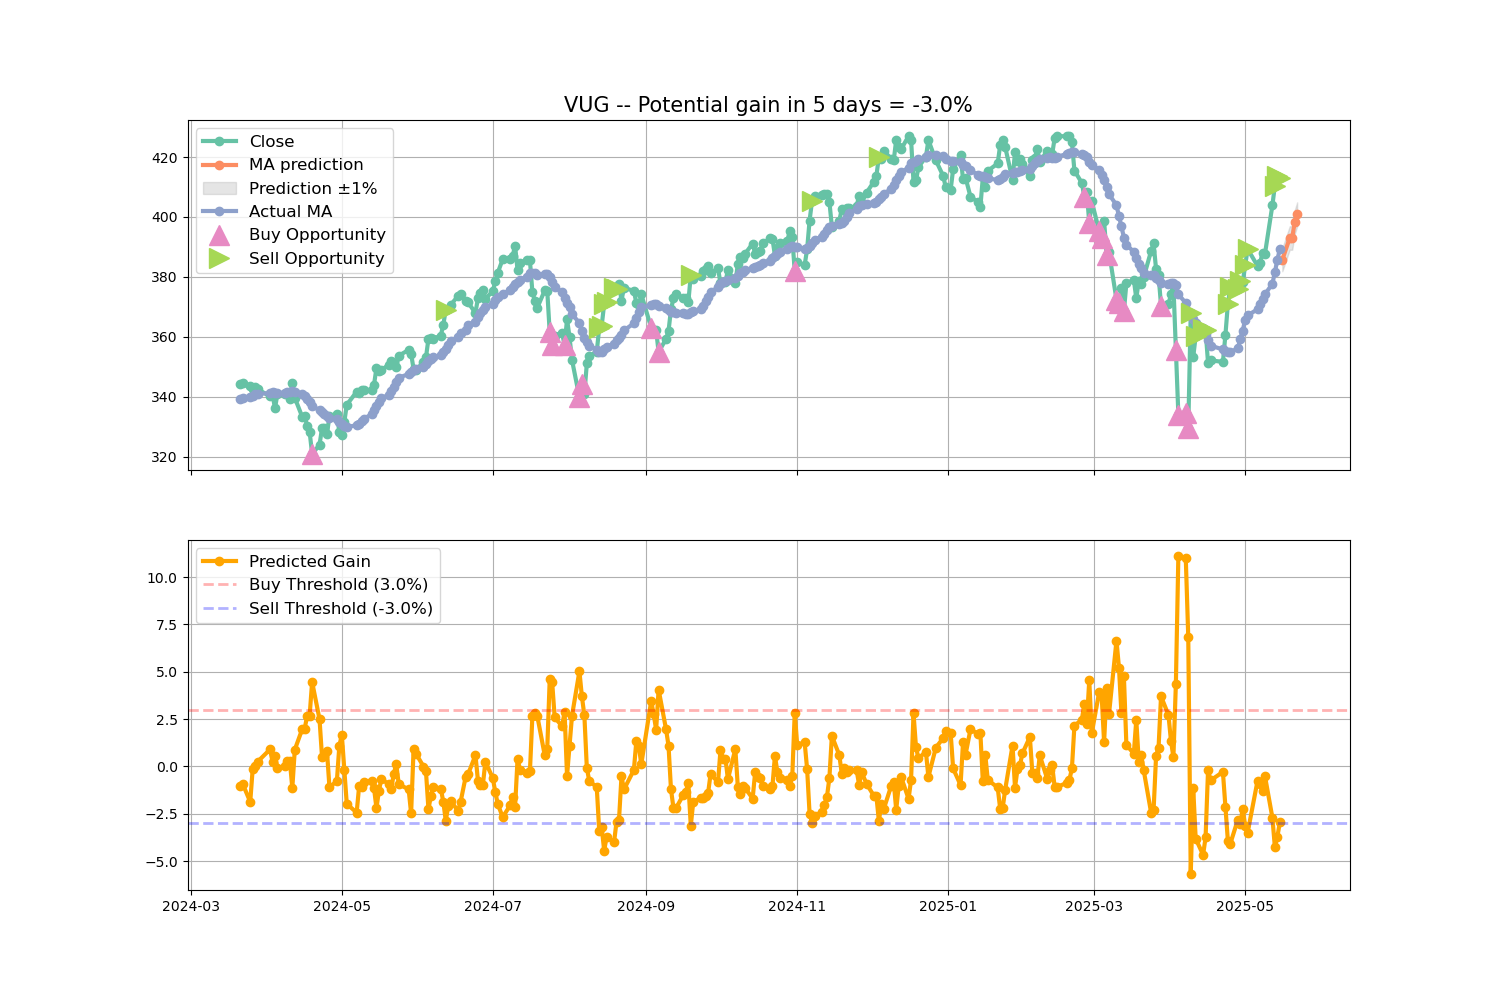 VUG -- Potential gain in 5 days = -3.0%
Close
MA prediction
Prediction ±1%
Actual MA
Buy Opportunity
Sell Opportunity
420
400
380
360
340
320
Predicted Gain
Buy Threshold (3.0%)
Sell Threshold (-3.0%)
10.0
7.5
5.0
2.5
0.0
−2.5
−5.0
2024-03 2024-05 2024-07 2024-09 2024-11 2025-01 2025-03 2025-05